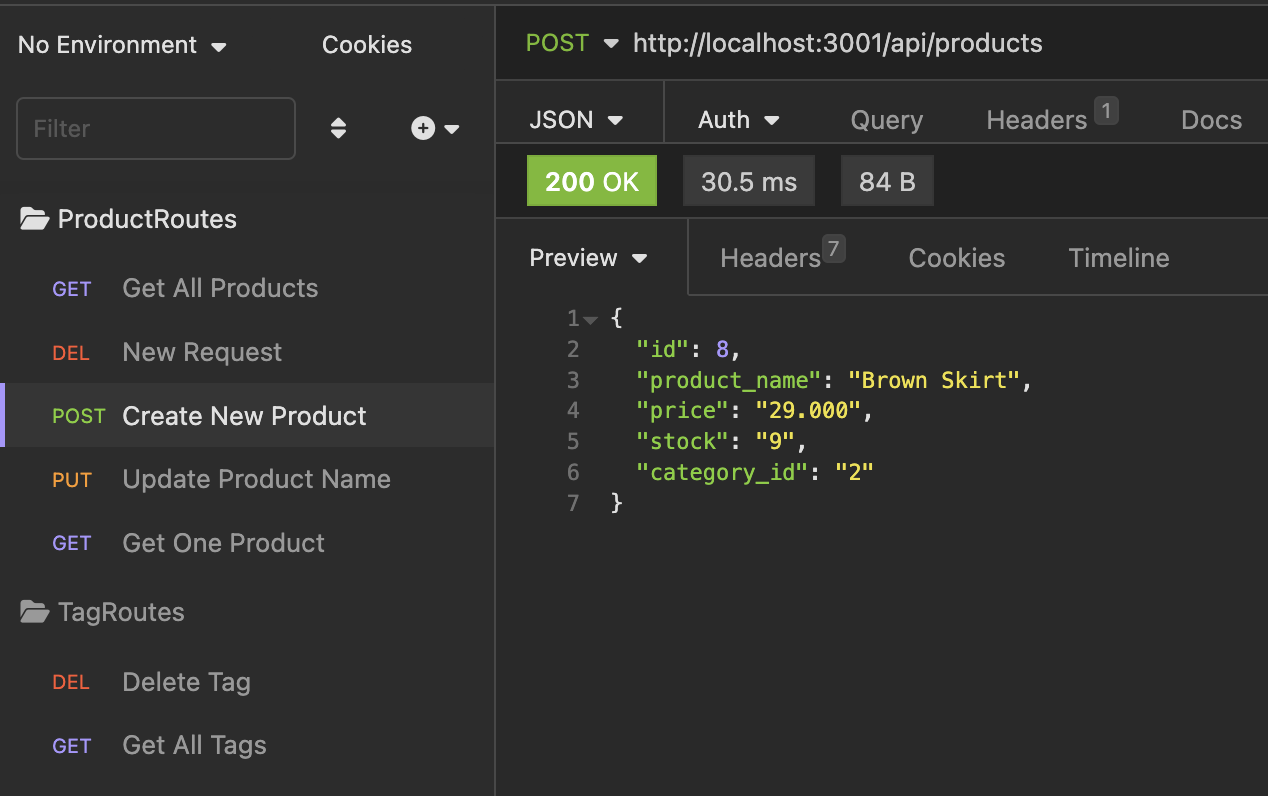 No Environment
Cookies
Filter
ProductRoutes
GET Get All Products
DEL New Request
POST Create New Product
PUT Update Product Name
GET Get One Product
TagRoutes
DEL Delete Tag
GET Get All Tags
POST http://localhost:3001/api/products
JSON Auth Query Headers 1 Docs
200 OK 30.5 ms 84 B
Preview Headers 7 Cookies Timeline
1 {
2 "id": 8,
3 "product_name": "Brown Skirt",
4 "price": "29.000",
5 "stock": "9",
6 "category_id": "2"
7 }